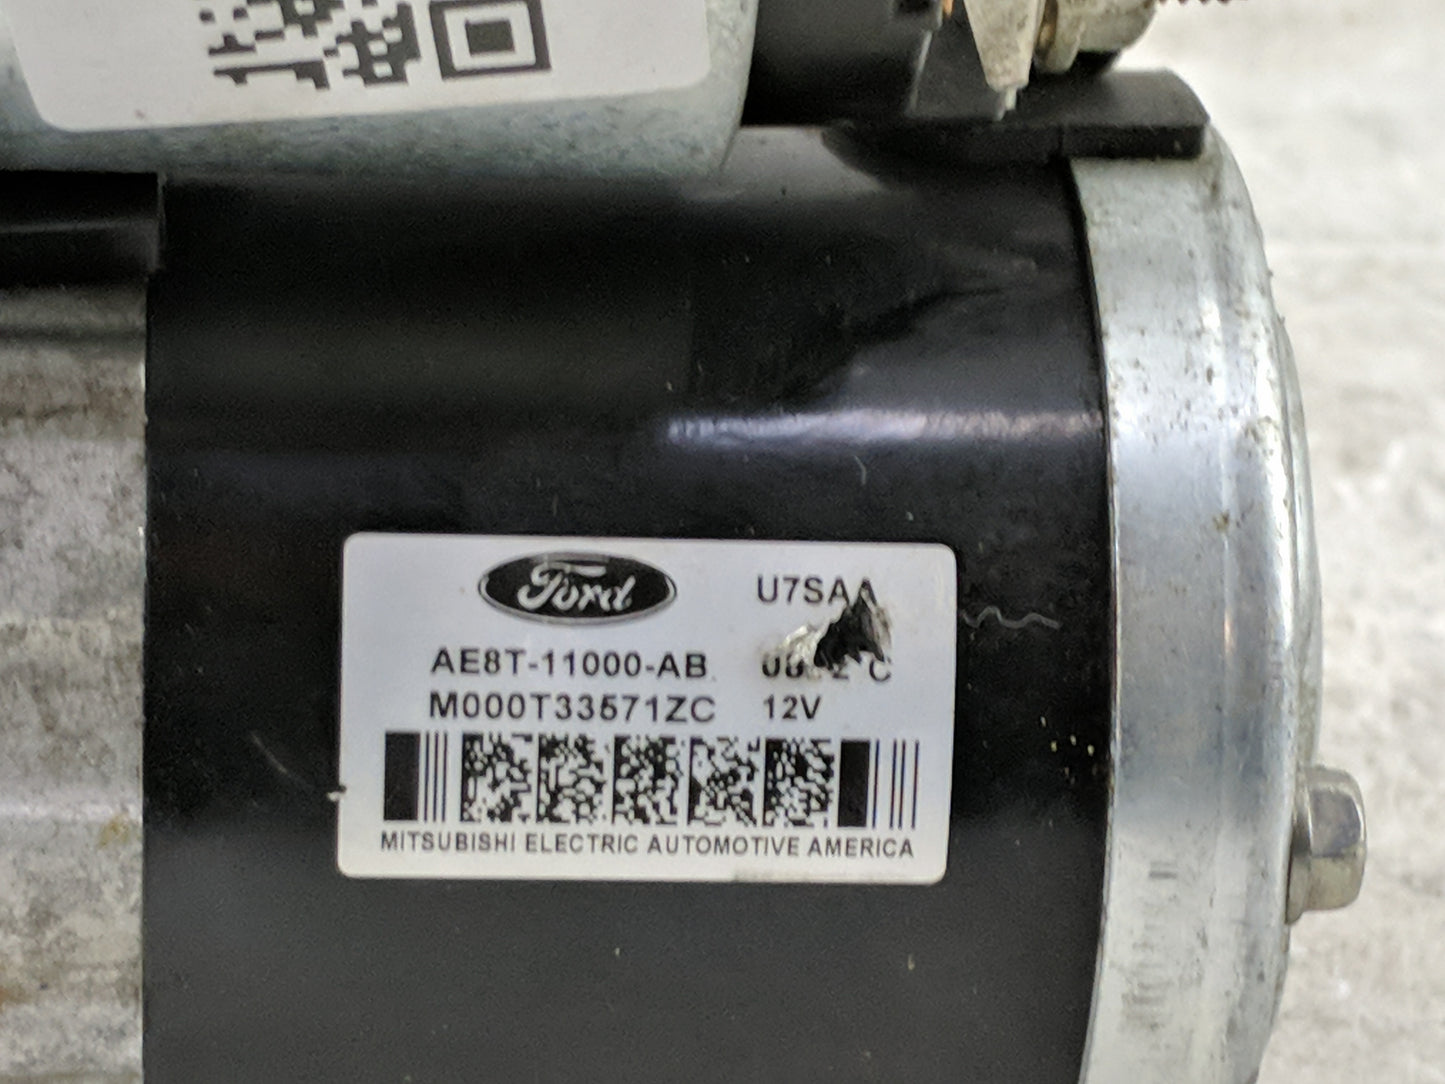 Ford
U7SAA
AE8T-11000-AB
M000T33571ZC 12V
MITSUBISHI ELECTRIC AUTOMOTIVE AMERICA